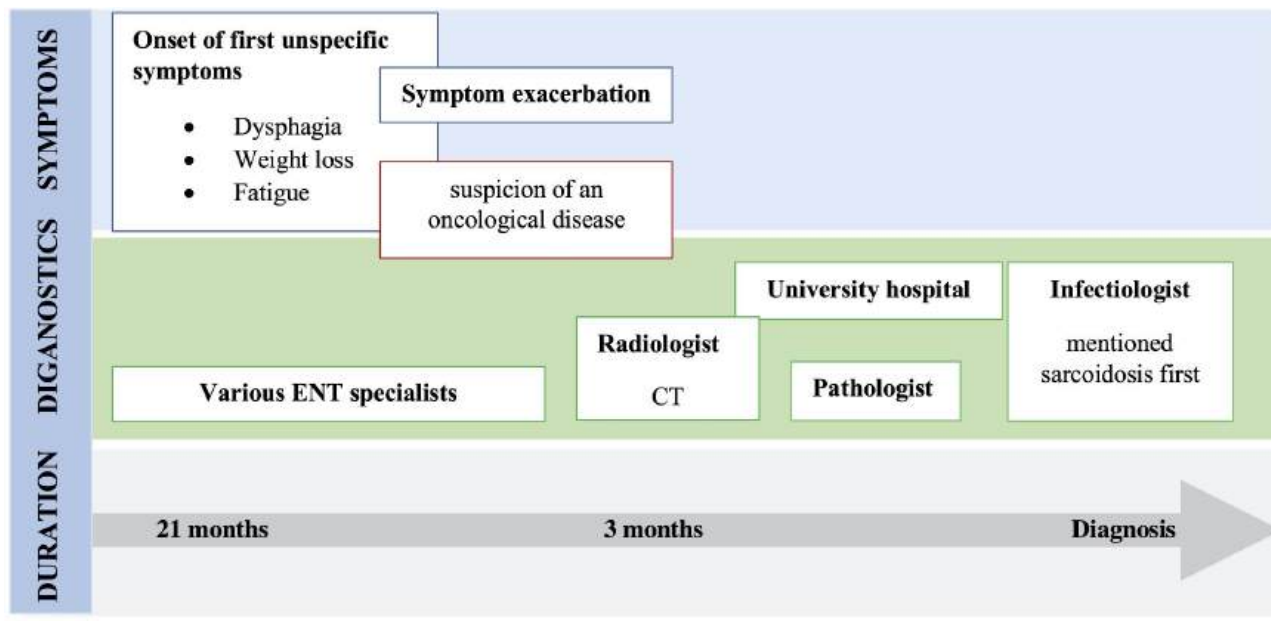 SYMPTOMS
Onset of first unspecific
symptoms
• Dysphagia
• Weight loss
• Fatigue
Symptom exacerbation
suspicion of an
oncological disease
DIGANOSTICS
Various ENT specialists
Radiologist
CT
University hospital
Pathologist
Infectiologist
mentioned
sarcoidosis first
DURATION
21 months
3 months
Diagnosis